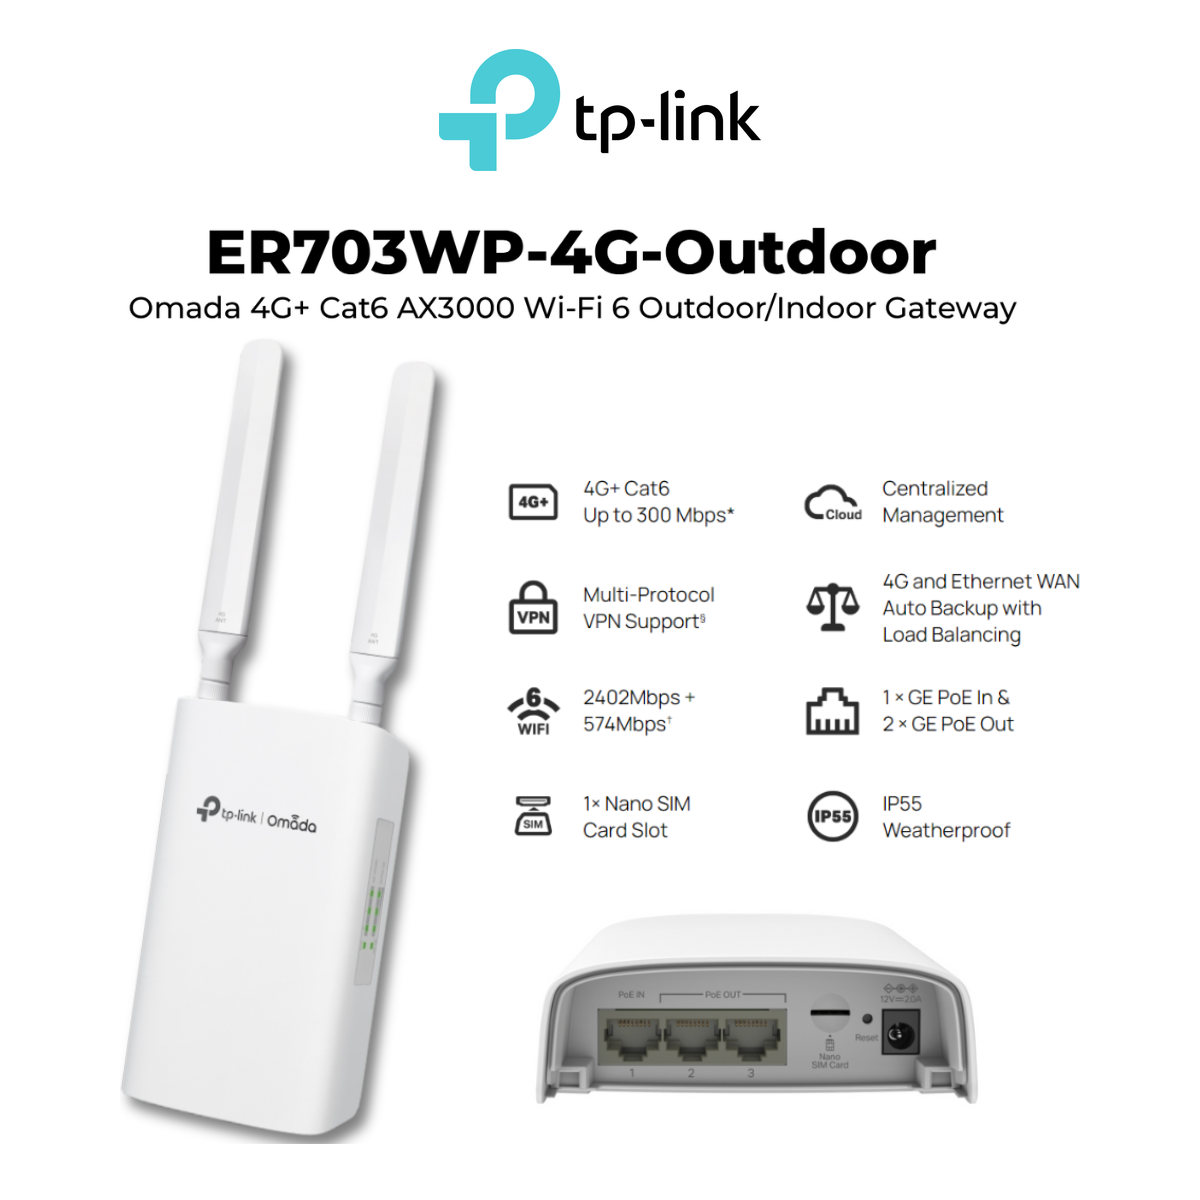 tp-link
ER703WP-4G-Outdoor
Omada 4G+ Cat6 AX3000 Wi-Fi 6 Outdoor/Indoor Gateway
4G
ANT
4G
ANT
tp-link | omada
4G+
4G+ Cat6
Up to 300 Mbps*
Cloud
Centralized
Management
VPN
Multi-Protocol
VPN Support§
4G and Ethernet WAN
Auto Backup with
Load Balancing
6
WIFI
2402Mbps +
574Mbps†
1 × GE PoE In &
2 × GE PoE Out
SIM
1× Nano SIM
Card Slot
IP55
IP55
Weatherproof
PoE IN
PoE OUT
12V⎓2.0A
Reset
Nano
SIM Card
1
2
3